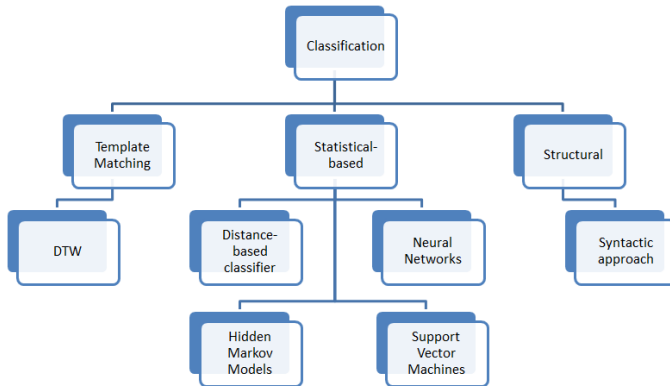 Classification
Template
Matching
Statistical-
based
Structural
DTW
Distance-
based
classifier
Neural
Networks
Syntactic
approach
Hidden
Markov
Models
Support
Vector
Machines